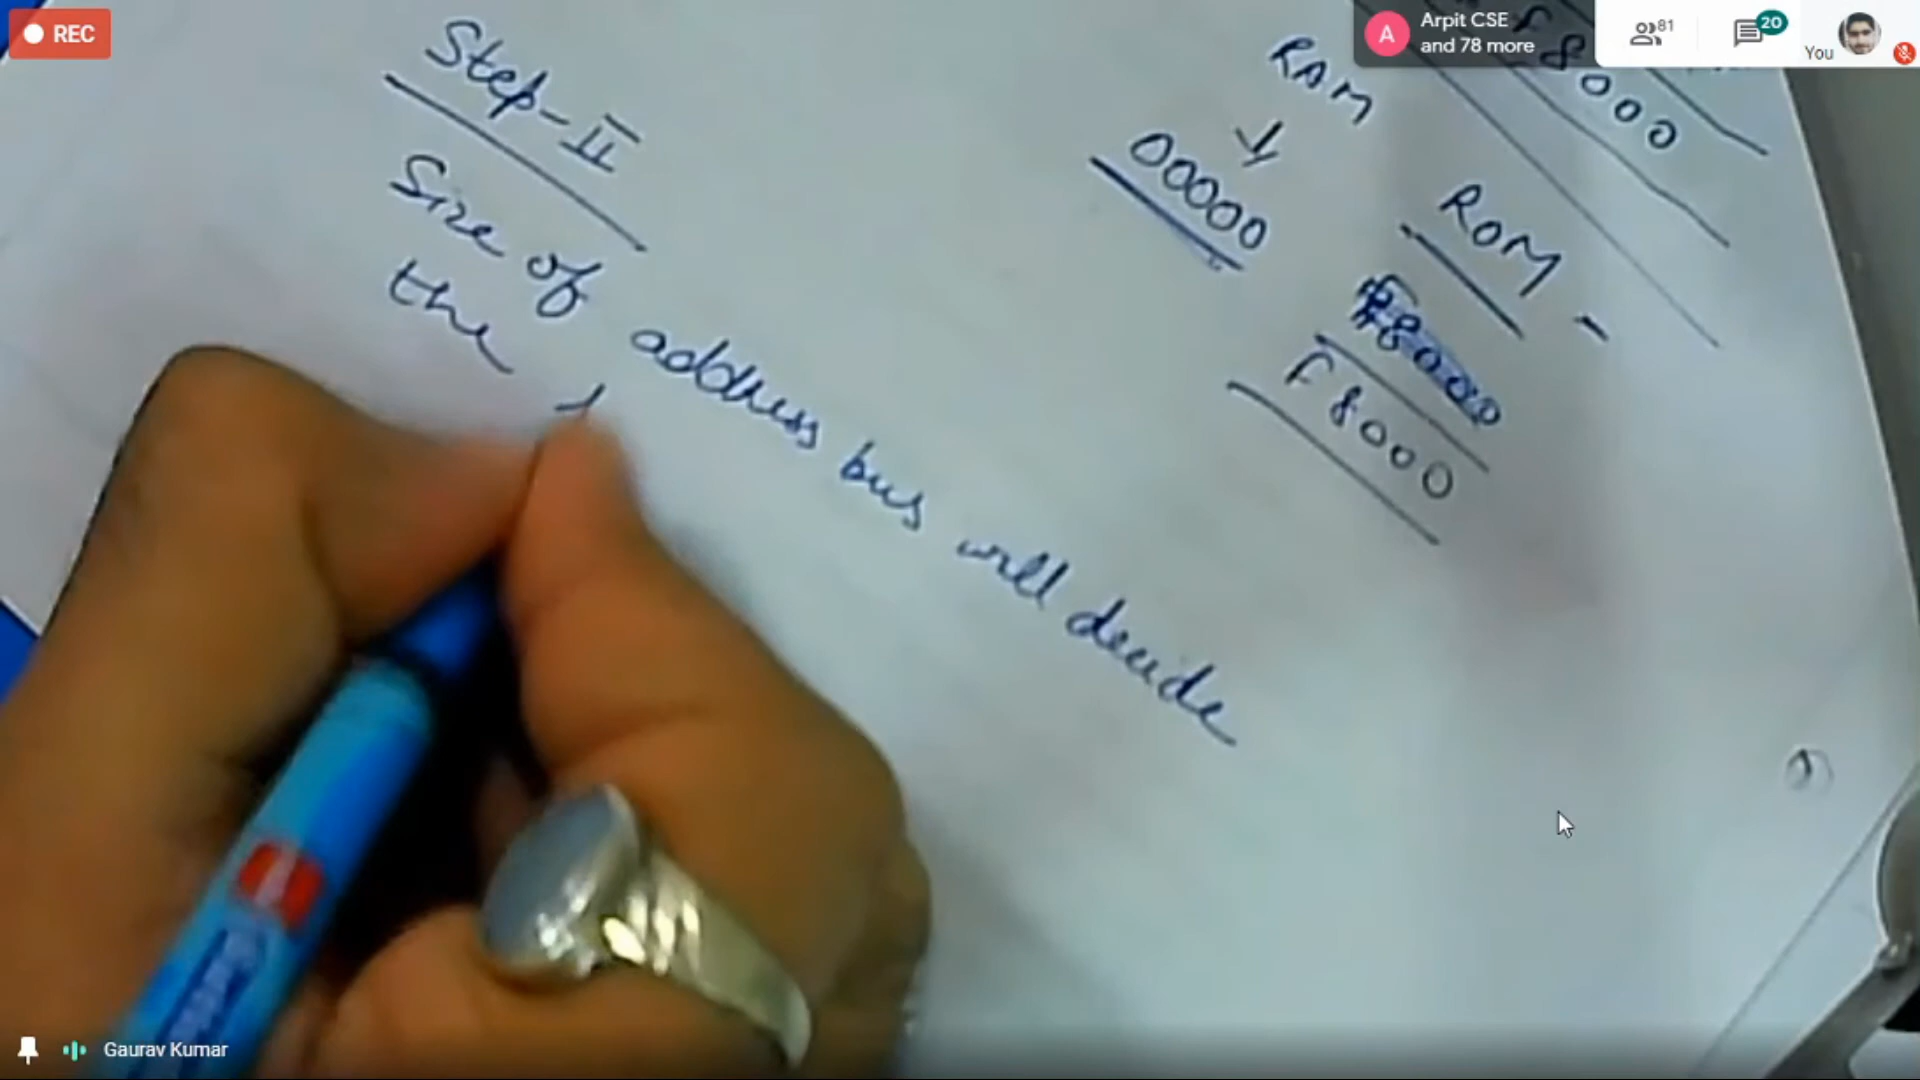 REC
A
Arpit CSE
and 78 more
81
20
You
F8000
Step-II
Size of address bus will decide
the
RAM
00000
ROM -
F8000
Gaurav Kumar